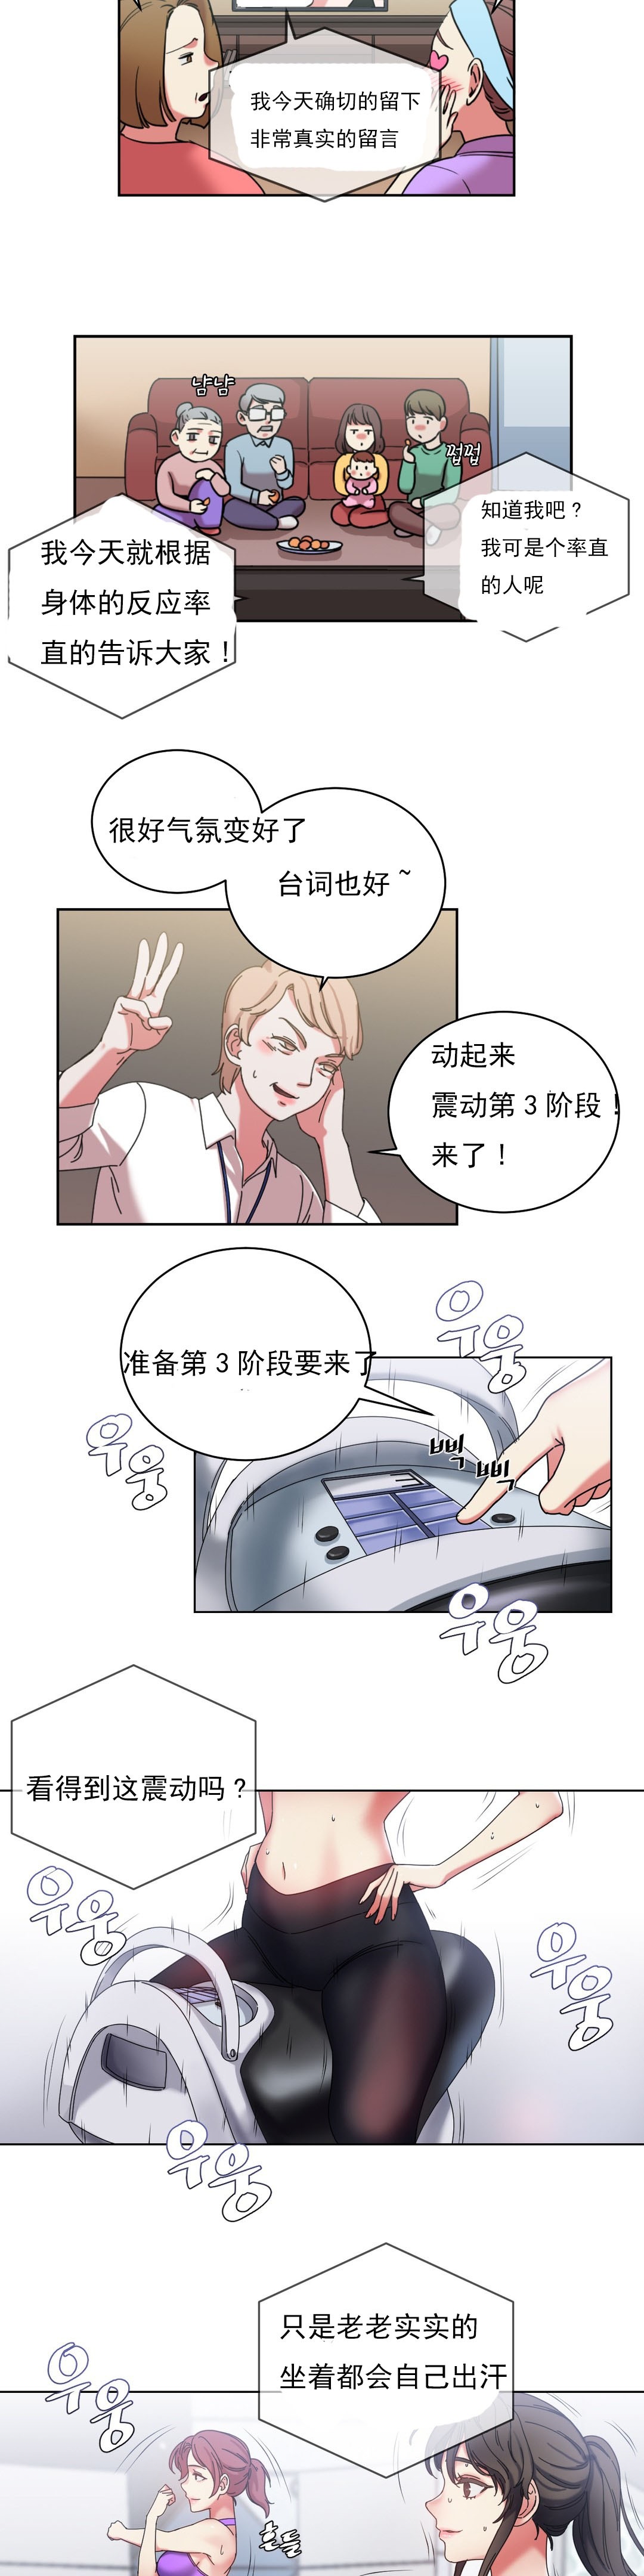 我今天确切的留下
非常真实的留言
냠냠
쩝쩝
知道我吧？
我可是个率直
的人呢
我今天就根据
身体的反应率
直的告诉大家！
很好气氛变好了
台词也好~
动起来
震动第3阶段！
来了！
准备第3阶段要来了
우웅
우웅
삑
삑
우웅
看得到这震动吗？
우웅
우웅
우웅
只是老老实实的
坐着都会自己出汗
우웅
흔들